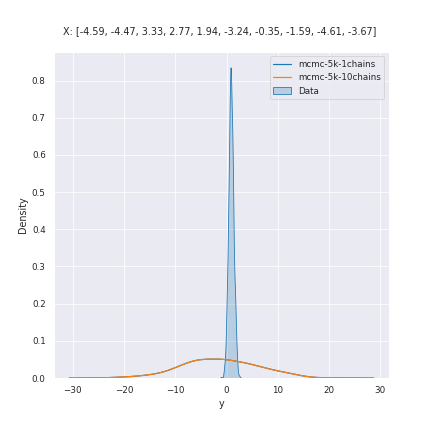 X: [-4.59, -4.47, 3.33, 2.77, 1.94, -3.24, -0.35, -1.59, -4.61, -3.67]
mcmc-5k-1chains
mcmc-5k-10chains
Data
Density
0.8
0.7
0.6
0.5
0.4
0.3
0.2
0.1
0.0
−30 −20 −10 0 10 20 30
y